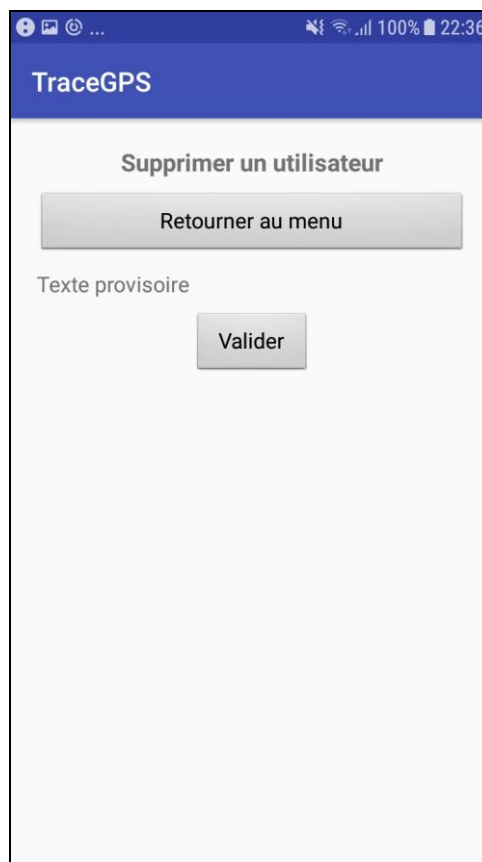 ... 100% 22:36
TraceGPS
Supprimer un utilisateur
Retourner au menu
Texte provisoire
Valider